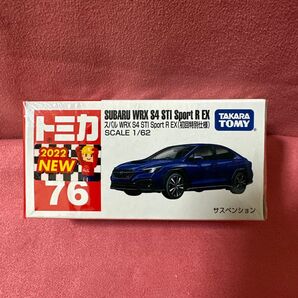 トミカ
2022
NEW
76
SUBARU WRX S4 STI Sport R EX
スバル WRX S4 STI Sport R EX(初回特別仕様)
SCALE 1/62
TAKARA
TOMY
サスペンション